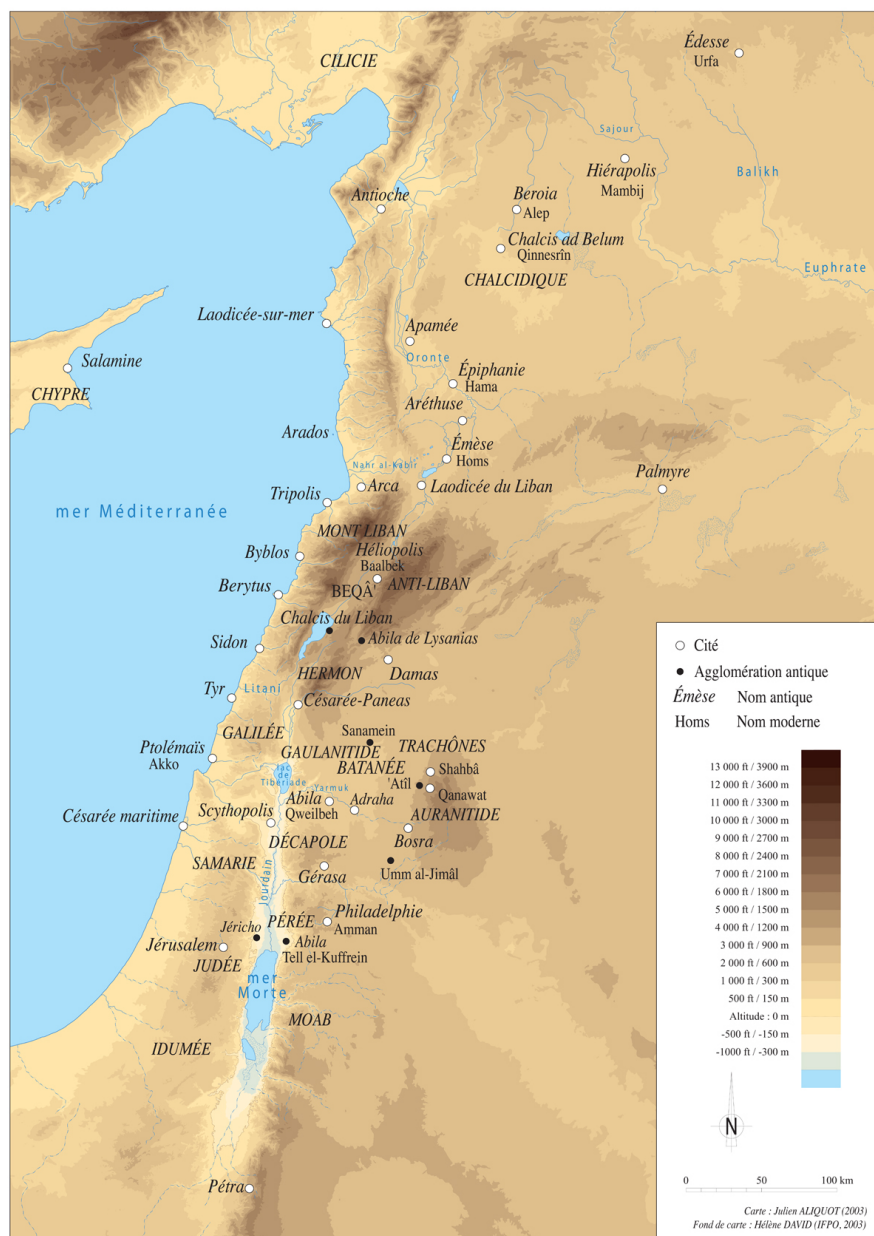 CILICIE
Édesse
Urfa
Sajour
Hiérapolis
Mambij
Balikh
Antioche
Beroia
Alep
Chalcis ad Belum
Qinnesrîn
CHALCIDIQUE
Euphrate
Laodicée-sur-mer
Apamée
Oronte
Salamine
CHYPRE
Épiphanie
Hama
Aréthuse
Arados
Émèse
Homs
Nahr al-Kabîr
Palmyre
Arca
Laodicée du Liban
Tripolis
mer Méditerranée
MONT LIBAN
Héliopolis
Baalbek
Byblos
BEQÂ'
ANTI-LIBAN
Berytus
Chalcis du Liban
Abila de Lysanias
Sidon
HERMON
Damas
Tyr
Litani
Césarée-Paneas
GALILÉE
Sanamein
TRACHÔNES
Ptolémaïs
Akko
GAULANITIDE
BATANÉE
Shahbâ
lac
de
Tibériade
Yarmuk
'Atîl
Qanawat
Abila
Qweilbeh
Adraha
Césarée maritime
Scythopolis
AURANITIDE
Bosra
DÉCAPOLE
SAMARIE
Gérasa
Umm al-Jimâl
Jourdain
Jéricho
PÉRÉE
Philadelphie
Amman
Jérusalem
Abila
Tell el-Kuffrein
JUDÉE
mer
Morte
MOAB
IDUMÉE
Pétra
Cité
Agglomération antique
Émèse Nom antique
Homs Nom moderne
13 000 ft / 3900 m
12 000 ft / 3600 m
11 000 ft / 3300 m
10 000 ft / 3000 m
9 000 ft / 2700 m
8 000 ft / 2400 m
7 000 ft / 2100 m
6 000 ft / 1800 m
5 000 ft / 1500 m
4 000 ft / 1200 m
3 000 ft / 900 m
2 000 ft / 600 m
1 000 ft / 300 m
500 ft / 150 m
Altitude : 0 m
-500 ft / -150 m
-1000 ft / -300 m
N
0 50 100 km
Carte : Julien ALIQUOT (2003)
Fond de carte : Hélène DAVID (IFPO, 2003)